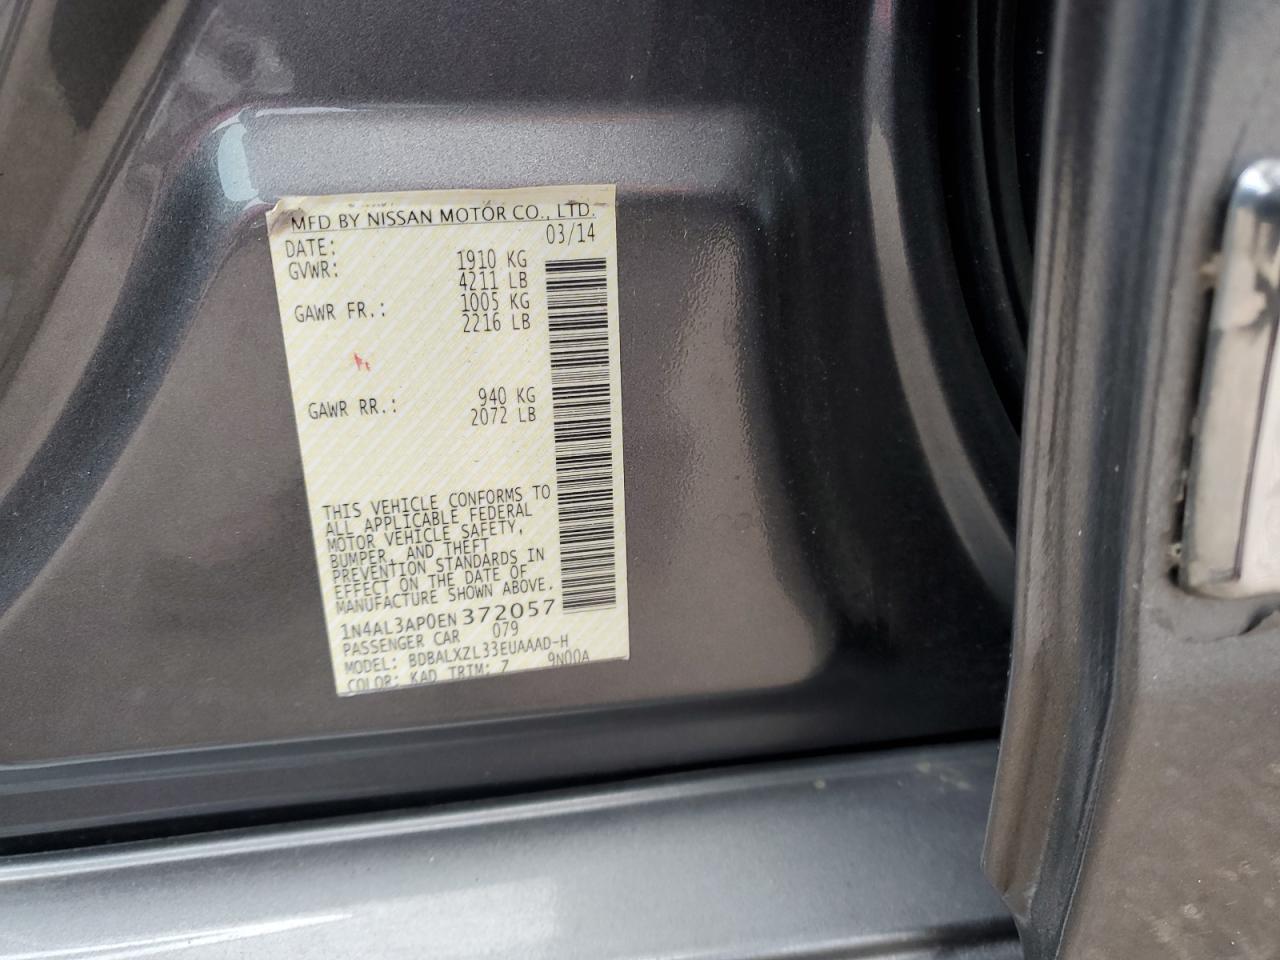 MFD BY NISSAN MOTOR CO., LTD.
DATE: 03/14
GVWR: 1910 KG
4211 LB
GAWR FR.: 1005 KG
2216 LB
GAWR RR.: 940 KG
2072 LB
THIS VEHICLE CONFORMS TO
ALL APPLICABLE FEDERAL
MOTOR VEHICLE SAFETY,
BUMPER, AND THEFT
PREVENTION STANDARDS IN
EFFECT ON THE DATE OF
MANUFACTURE SHOWN ABOVE.
1N4AL3AP0EN372057
PASSENGER CAR 079
MODEL: BDBALXZL33EUAAAD-H
COLOR: KAD TRIM: Z 9N00A